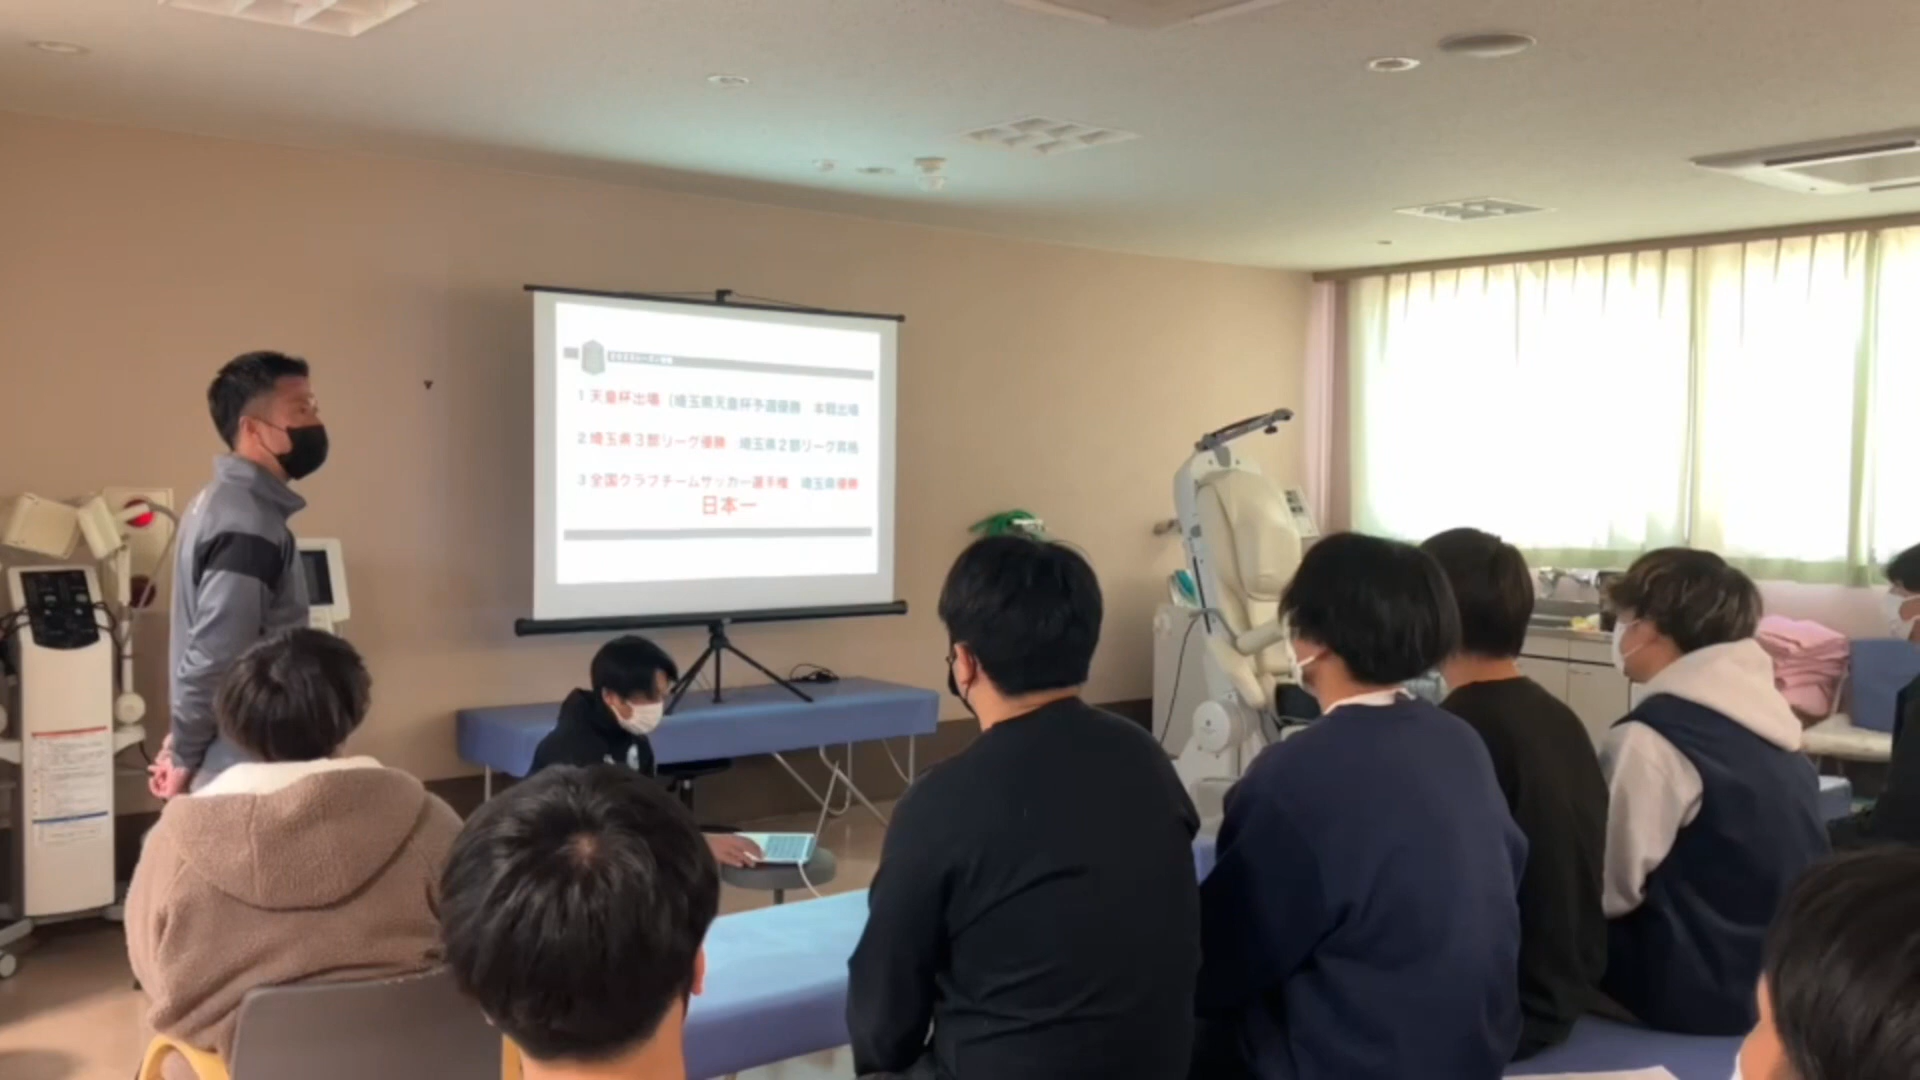 1 天皇杯出場 (埼玉県天皇杯予選優勝 本戦出場
2 埼玉県3部リーグ優勝 埼玉県2部リーグ昇格
3 全国クラブチームサッカー選手権 埼玉県優勝
日本一